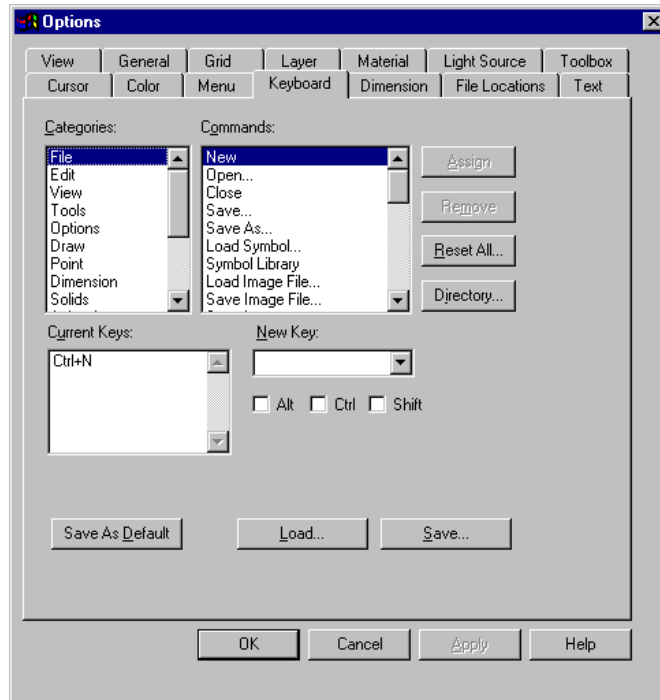 Options
View General Grid Layer Material Light Source Toolbox
Cursor Color Menu Keyboard Dimension File Locations Text
Categories: Commands:
File New Assign
Edit Open...
View Close
Tools Save... Remove
Options Save As...
Draw Load Symbol... Reset All...
Point Symbol Library
Dimension Load Image File...
Solids Save Image File... Directory...
Current Keys: New Key:
Ctrl+N
Alt Ctrl Shift
Save As Default Load... Save...
OK Cancel Apply Help